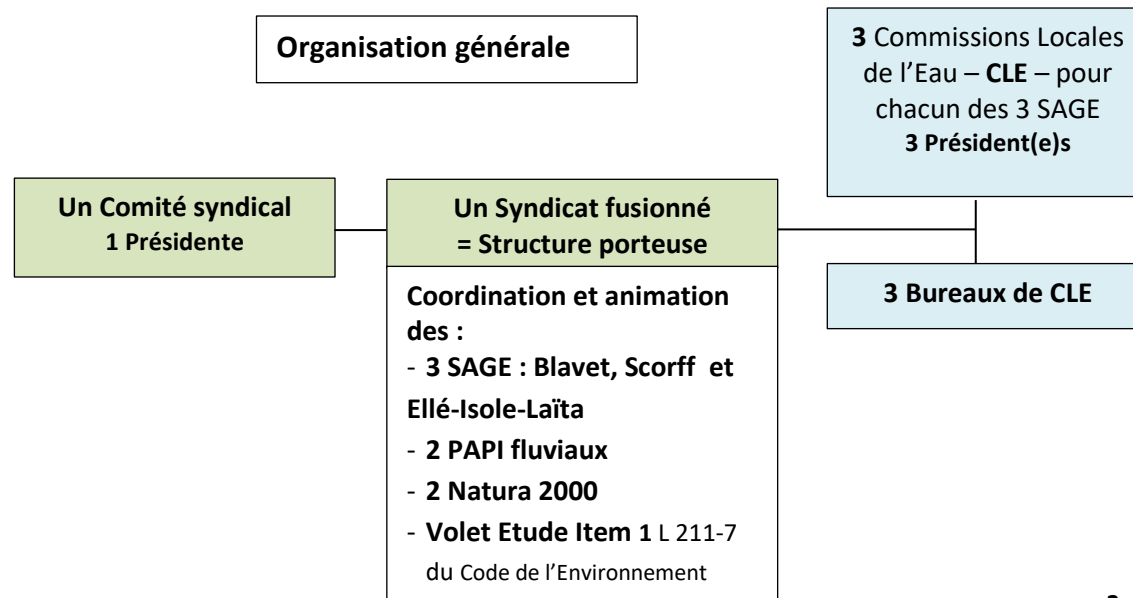 Organisation générale
3 Commissions Locales
de l’Eau – CLE – pour
chacun des 3 SAGE
3 Président(e)s
Un Comité syndical
1 Présidente
Un Syndicat fusionné
= Structure porteuse
3 Bureaux de CLE
Coordination et animation
des :
- 3 SAGE : Blavet, Scorff et
Ellé-Isole-Laïta
- 2 PAPI fluviaux
- 2 Natura 2000
- Volet Etude Item 1 L 211-7
du Code de l’Environnement